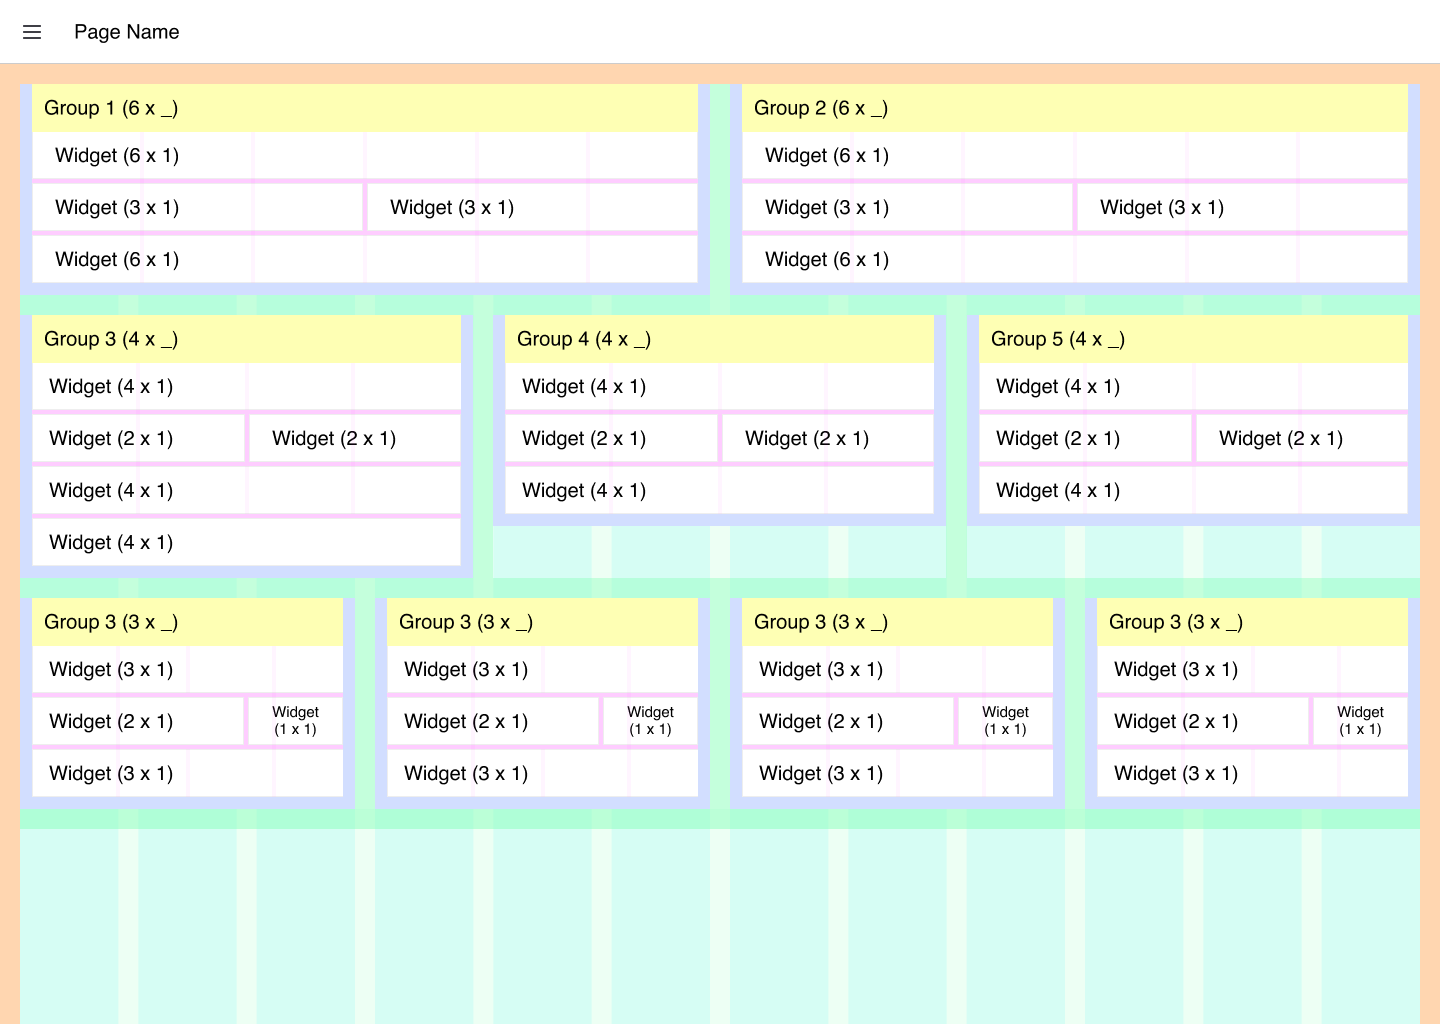 Page Name
Group 1 (6 x _)
Widget (6 x 1)
Widget (3 x 1)
Widget (3 x 1)
Widget (6 x 1)
Group 2 (6 x _)
Widget (6 x 1)
Widget (3 x 1)
Widget (3 x 1)
Widget (6 x 1)
Group 3 (4 x _)
Widget (4 x 1)
Widget (2 x 1)
Widget (2 x 1)
Widget (4 x 1)
Widget (4 x 1)
Group 4 (4 x _)
Widget (4 x 1)
Widget (2 x 1)
Widget (2 x 1)
Widget (4 x 1)
Group 5 (4 x _)
Widget (4 x 1)
Widget (2 x 1)
Widget (2 x 1)
Widget (4 x 1)
Group 3 (3 x _)
Widget (3 x 1)
Widget (2 x 1)
Widget
(1 x 1)
Widget (3 x 1)
Group 3 (3 x _)
Widget (3 x 1)
Widget (2 x 1)
Widget
(1 x 1)
Widget (3 x 1)
Group 3 (3 x _)
Widget (3 x 1)
Widget (2 x 1)
Widget
(1 x 1)
Widget (3 x 1)
Group 3 (3 x _)
Widget (3 x 1)
Widget (2 x 1)
Widget
(1 x 1)
Widget (3 x 1)